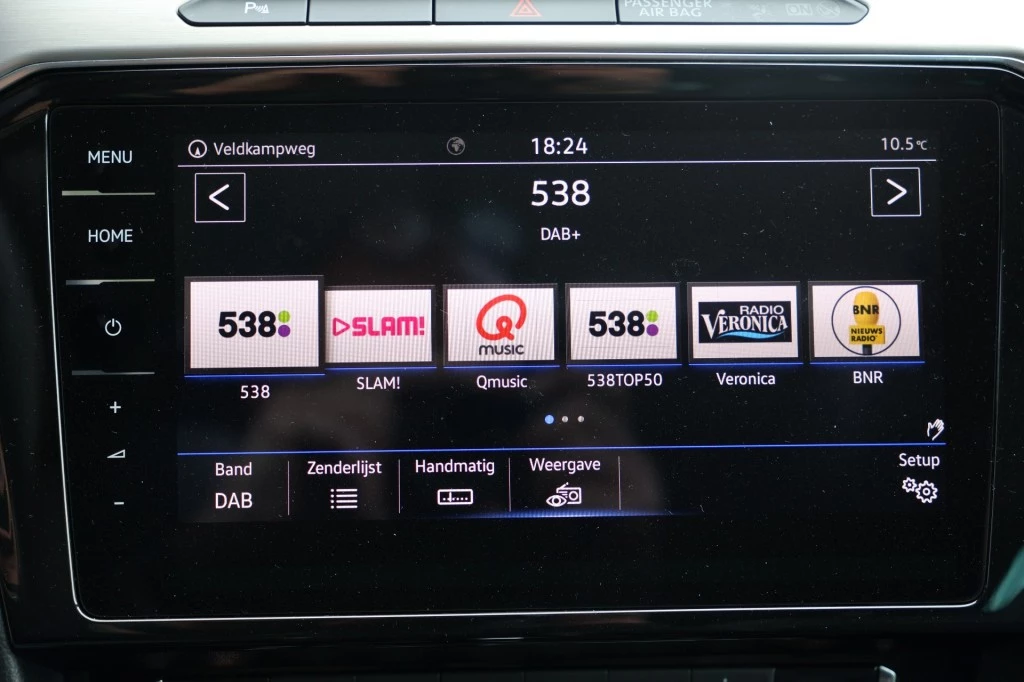 PASSENGER
AIR BAG
ON
MENU
HOME
+
-
Veldkampweg
18:24
10.5°C
<
538
>
DAB+
538
SLAM!
Q
music
538
RADIO
VERONICA
BNR
NIEUWS
RADIO
538
SLAM!
Qmusic
538TOP50
Veronica
BNR
Band
DAB
Zenderlijst
Handmatig
Weergave
Setup